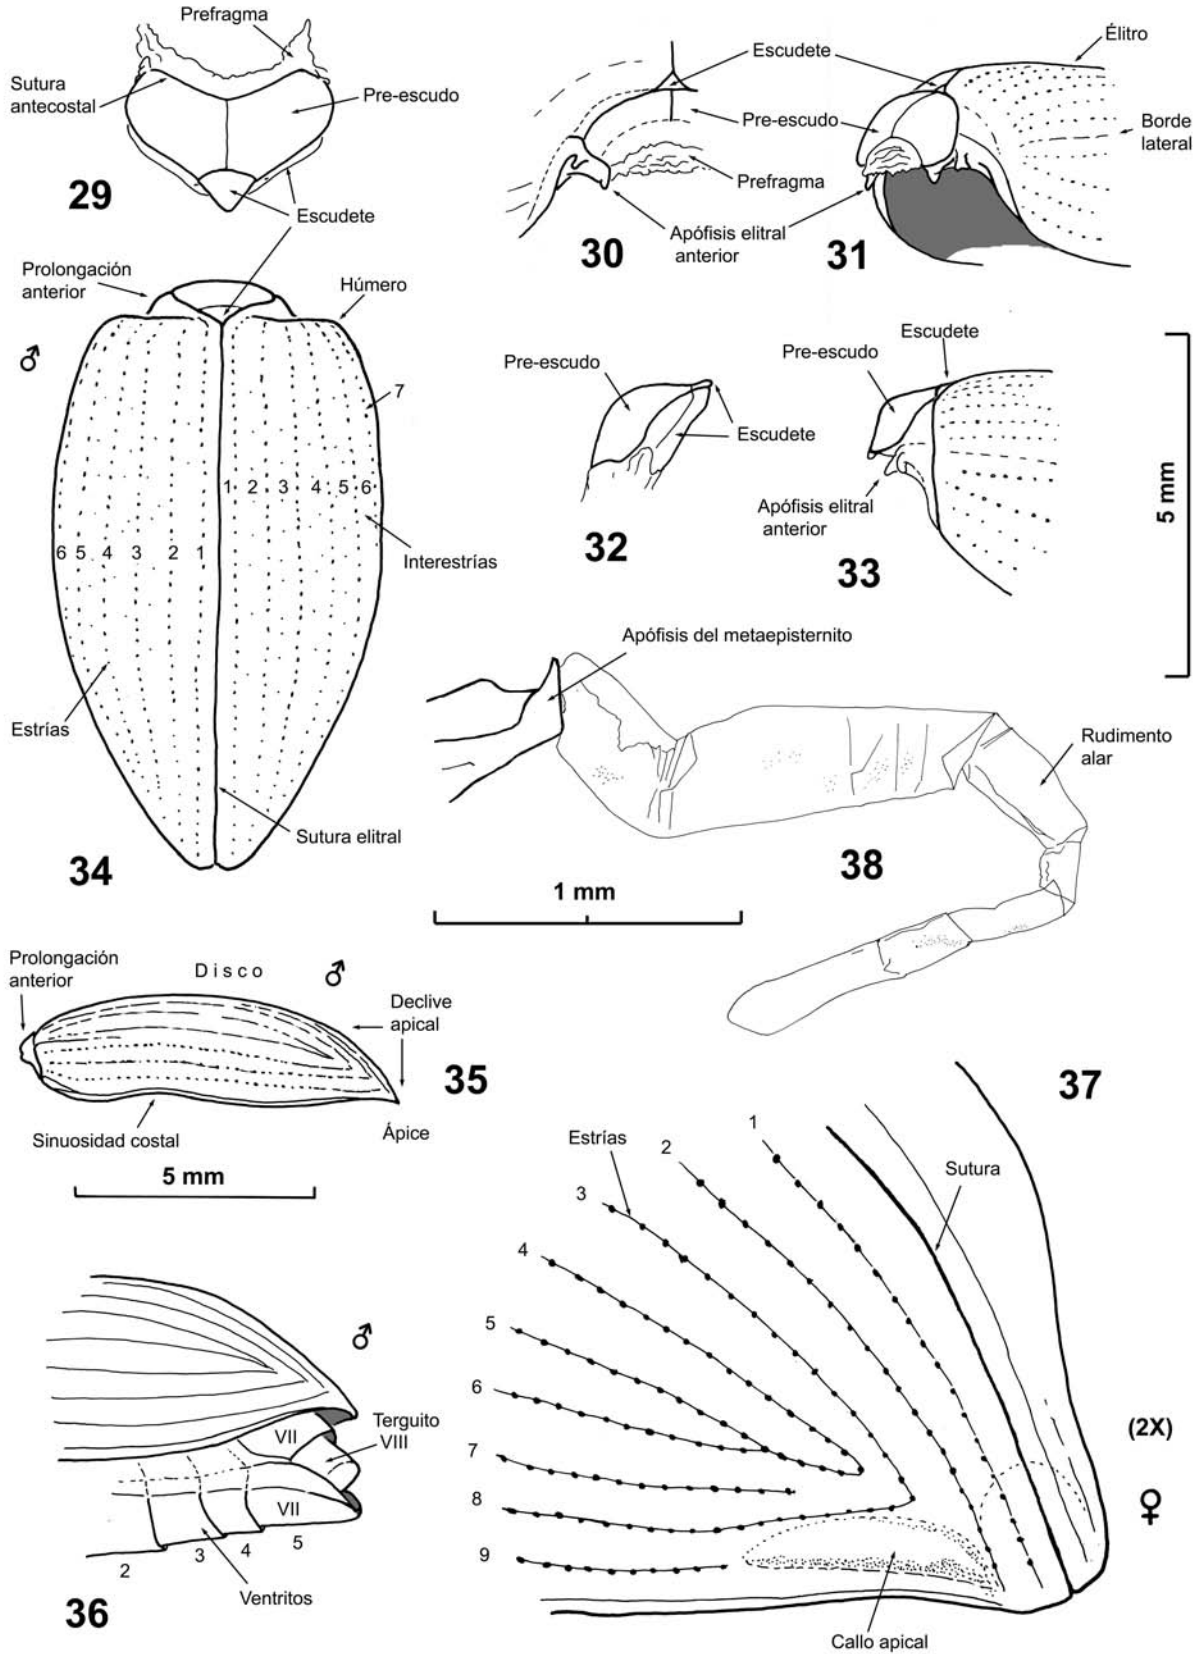 Prefragma
Sutura
antecostal
Pre-escudo
29
Escudete
Escudete
Pre-escudo
Prefragma
Apófisis elitral
anterior
30
31
Élitro
Borde
lateral
Prolongación
anterior
Húmero
♂
7
1 2 3 4 5 6
6 5 4 3 2 1
Interestrías
Estrías
Sutura elitral
34
Pre-escudo
Escudete
32
Pre-escudo
Escudete
Apófisis elitral
anterior
33
5 mm
Apófisis del metaepisternito
Rudimento
alar
38
1 mm
Prolongación
anterior
Disco
♂
Declive
apical
35
Sinuosidad costal
Ápice
5 mm
37
Estrías
1
2
3
4
5
6
7
8
9
Sutura
(2X)
♀
Callo apical
♂
VII
Terguito
VIII
VII
2
3
4
5
Ventritos
36